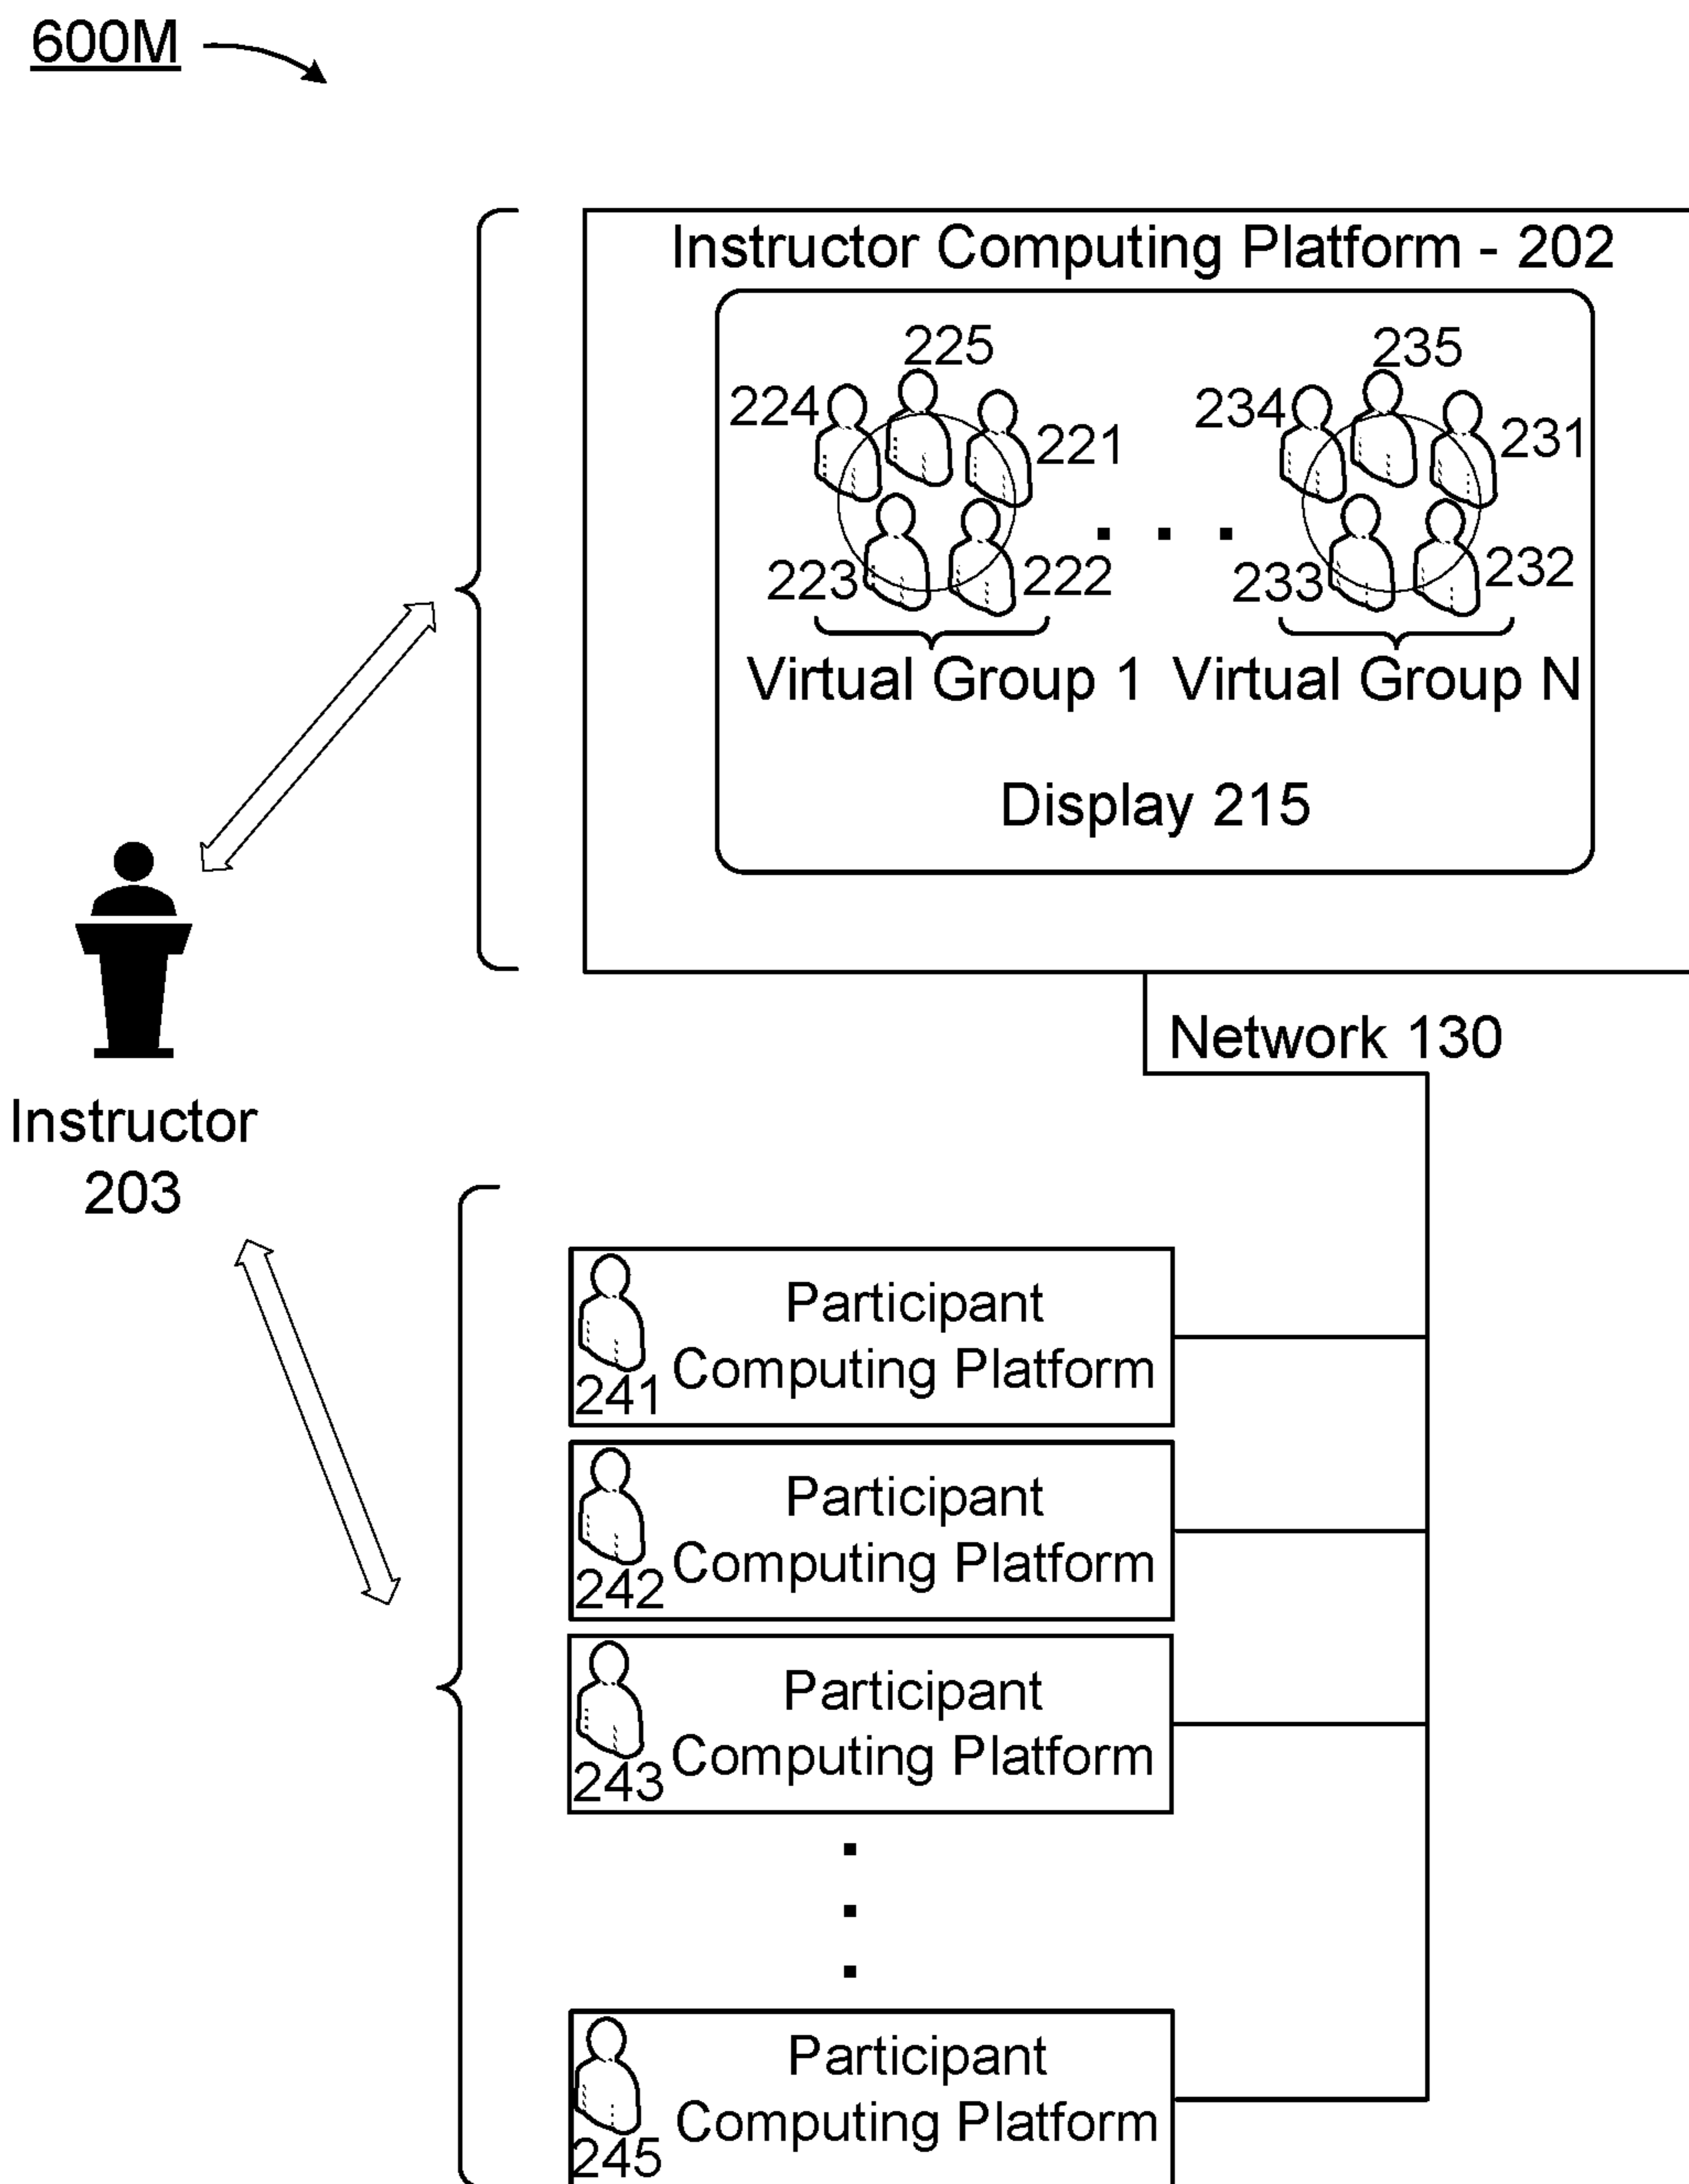 600M
Instructor Computing Platform - 202
225
235
224
234
221
231
223
222
233
232
Virtual Group 1
Virtual Group N
Display 215
Network 130
Instructor
203
Participant
Computing Platform
241
Participant
Computing Platform
242
Participant
Computing Platform
243
Participant
Computing Platform
245